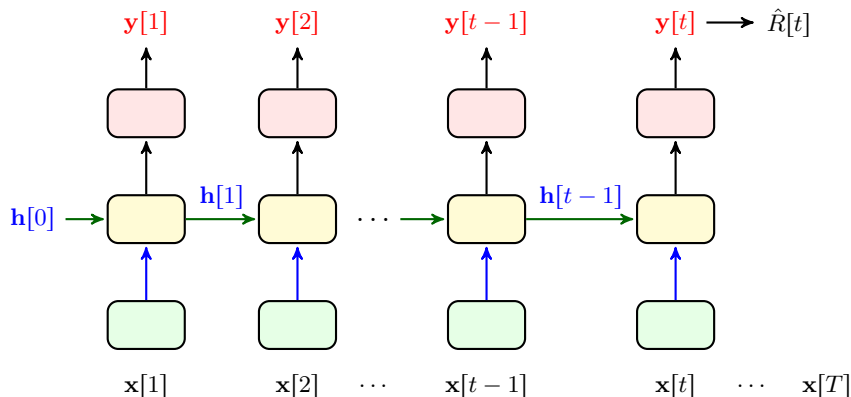 y[1] y[2] y[t − 1] y[t] R̂[t]
h[1] h[t − 1]
h[0] ···
x[1] x[2] ··· x[t − 1] x[t] ··· x[T]